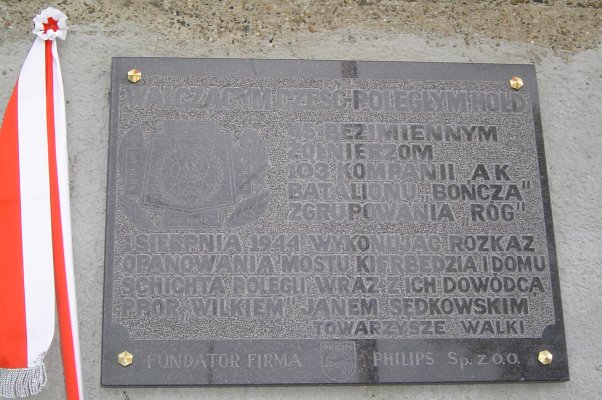 WALCZĄCYM CZEŚĆ POLEGŁYM HOŁD
45 BEZIMIENNYM
ŻOŁNIERZOM
103 KOMPANII AK
BATALIONU „BOŃCZA”
ZGRUPOWANIA „RÓG”
1 SIERPNIA 1944 WYKONUJĄC ROZKAZ
OPANOWANIA MOSTU KIERBEDZIA I DOMU
SCHICHTA POLEGLI WRAZ Z ICH DOWÓDCĄ
PPOR „WILKIEM” JANEM SĘDKOWSKIM
TOWARZYSZE WALKI
FUNDATOR FIRMA PHILIPS Sp. z o.o.